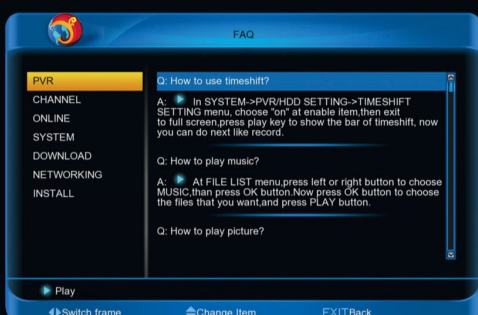 FAQ
PVR
CHANNEL
ONLINE
SYSTEM
DOWNLOAD
NETWORKING
INSTALL
Q: How to use timeshift?
A: In SYSTEM->PVR/HDD SETTING->TIMESHIFT
SETTING menu, choose "on" at enable item,then exit
to full screen,press play key to show the bar of timeshift, now
you can do next like record.
Q: How to play music?
A: At FILE LIST menu,press left or right button to choose
MUSIC,than press OK button.Now press OK button to choose
the files that you want,and press PLAY button.
Q: How to play picture?
Play
Switch frame
Change Item
EXITBack